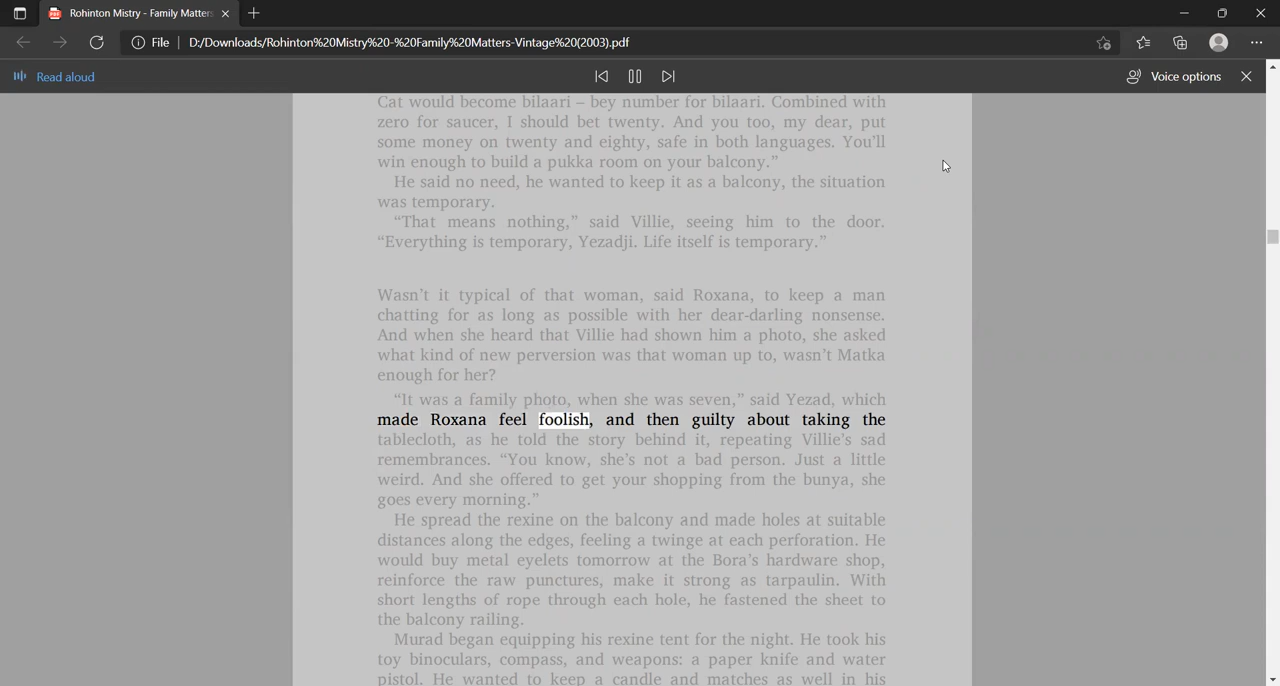 Rohinton Mistry - Family Matters
File
D:/Downloads/Rohinton%20Mistry%20-%20Family%20Matters-Vintage%20(2003).pdf
Read aloud
Voice options
Cat would become bilaari – bey number for bilaari. Combined with
zero for saucer, I should bet twenty. And you too, my dear, put
some money on twenty and eighty, safe in both languages. You’ll
win enough to build a pukka room on your balcony.”
He said no need, he wanted to keep it as a balcony, the situation
was temporary.
“That means nothing,” said Villie, seeing him to the door.
“Everything is temporary, Yezadji. Life itself is temporary.”
Wasn’t it typical of that woman, said Roxana, to keep a man
chatting for as long as possible with her dear-darling nonsense.
And when she heard that Villie had shown him a photo, she asked
what kind of new perversion was that woman up to, wasn’t Matka
enough for her?
“It was a family photo, when she was seven,” said Yezad, which
made Roxana feel foolish, and then guilty about taking the
tablecloth, as he told the story behind it, repeating Villie’s sad
remembrances. “You know, she’s not a bad person. Just a little
weird. And she offered to get your shopping from the bunya, she
goes every morning.”
He spread the rexine on the balcony and made holes at suitable
distances along the edges, feeling a twinge at each perforation. He
would buy metal eyelets tomorrow at the Bora’s hardware shop,
reinforce the raw punctures, make it strong as tarpaulin. With
short lengths of rope through each hole, he fastened the sheet to
the balcony railing.
Murad began equipping his rexine tent for the night. He took his
toy binoculars, compass, and weapons: a paper knife and water
pistol. He wanted to keep a candle and matches as well in his